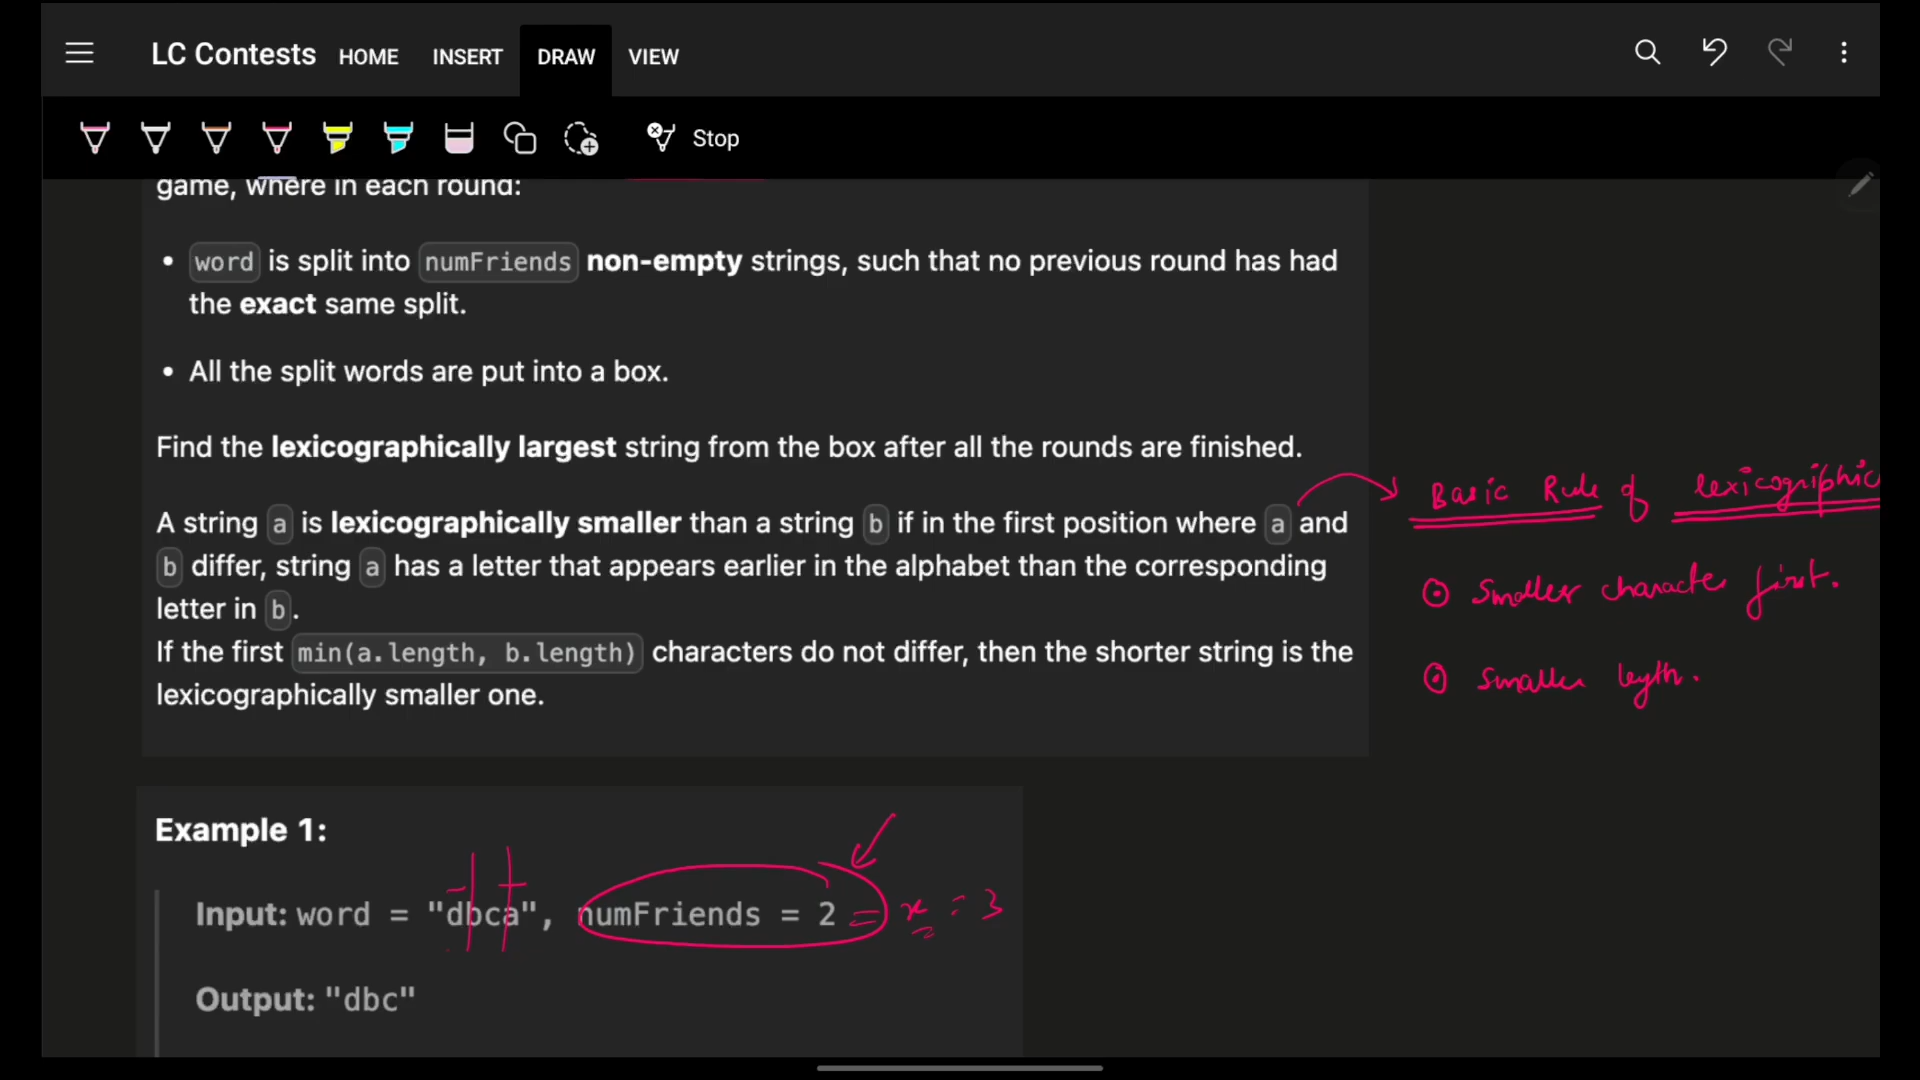 LC Contests HOME INSERT DRAW VIEW
Stop
game, where in each round:
• word is split into numFriends non-empty strings, such that no previous round has had
the exact same split.
• All the split words are put into a box.
Find the lexicographically largest string from the box after all the rounds are finished.
Basic Rule of lexicogriphic
A string a is lexicographically smaller than a string b if in the first position where a and
b differ, string a has a letter that appears earlier in the alphabet than the corresponding
letter in b.
Smaller characte first.
If the first min(a.length, b.length) characters do not differ, then the shorter string is the
lexicographically smaller one.
Smaller
Example 1:
Input: word = "dbca", numFriends = 2 = x = 3
Output: "dbc"